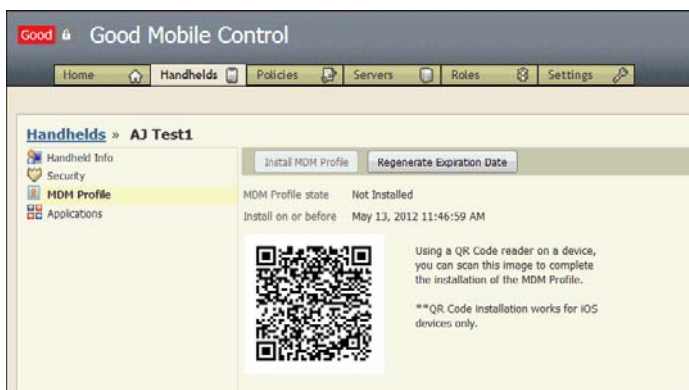 Good Good Mobile Control
Home Handhelds Policies Servers Roles Settings
Handhelds » AJ Test1
Handheld Info
Security
MDM Profile
Applications
Install MDM Profile Regenerate Expiration Date
MDM Profile state Not Installed
Install on or before May 13, 2012 11:46:59 AM
Using a QR Code reader on a device,
you can scan this image to complete
the installation of the MDM Profile.
**QR Code installation works for iOS
devices only.